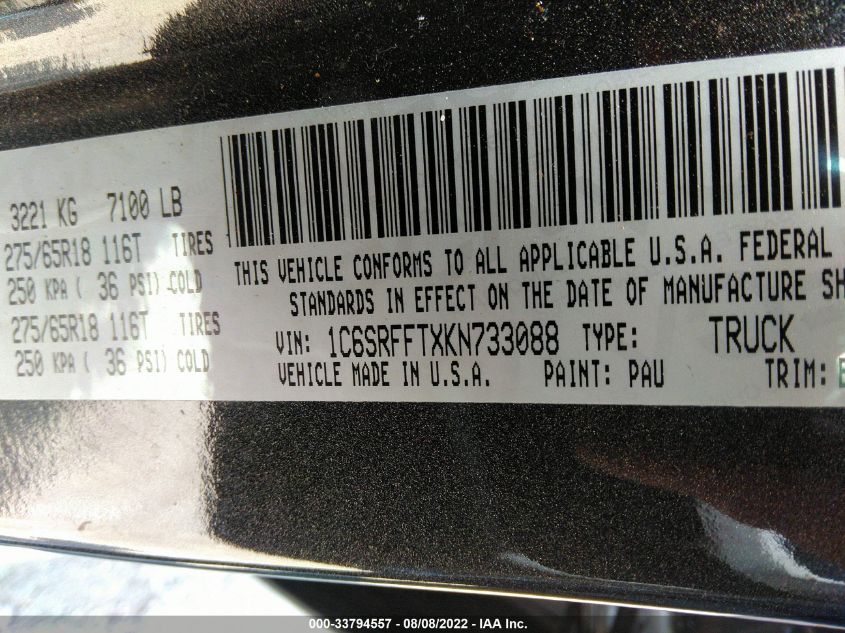 3221 KG 7100 LB
275/65R18 116T TIRES
250 KPA ( 36 PSI) COLD
275/65R18 116T TIRES
250 KPA ( 36 PSI) COLD
THIS VEHICLE CONFORMS TO ALL APPLICABLE U.S.A. FEDERAL
STANDARDS IN EFFECT ON THE DATE OF MANUFACTURE SH
VIN: 1C6SRFFTXKN733088 TYPE: TRUCK
VEHICLE MADE IN U.S.A. PAINT: PAU TRIM:
000-33794557 - 08/08/2022 - IAA Inc.